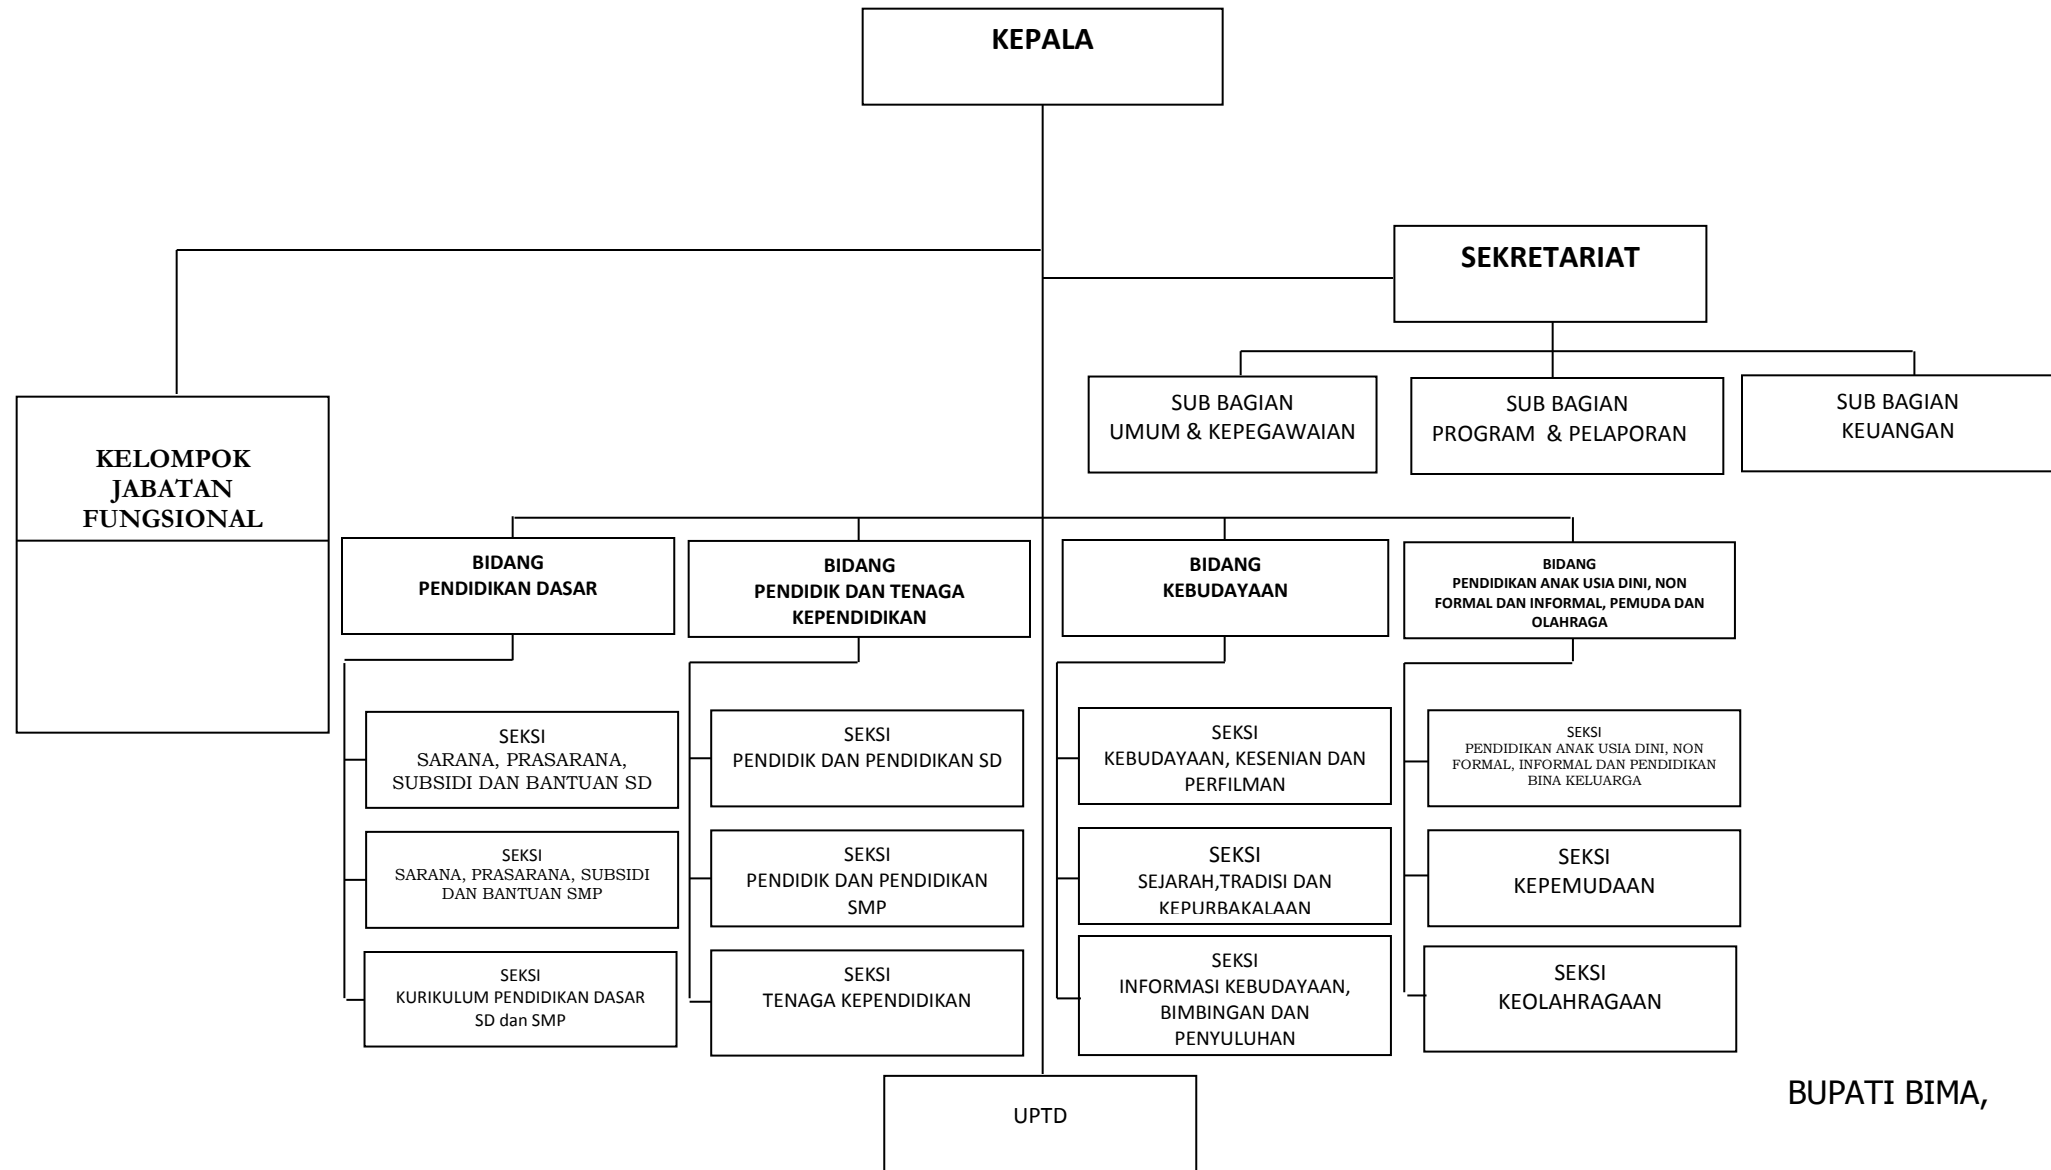 KEPALA
SEKRETARIAT
SUB BAGIAN
UMUM & KEPEGAWAIAN
SUB BAGIAN
PROGRAM & PELAPORAN
SUB BAGIAN
KEUANGAN
KELOMPOK
JABATAN
FUNGSIONAL
BIDANG
PENDIDIKAN DASAR
BIDANG
PENDIDIK DAN TENAGA
KEPENDIDIKAN
BIDANG
KEBUDAYAAN
BIDANG
PENDIDIKAN ANAK USIA DINI, NON
FORMAL DAN INFORMAL, PEMUDA DAN
OLAHRAGA
SEKSI
SARANA, PRASARANA,
SUBSIDI DAN BANTUAN SD
SEKSI
PENDIDIK DAN PENDIDIKAN SD
SEKSI
KEBUDAYAAN, KESENIAN DAN
PERFILMAN
SEKSI
PENDIDIKAN ANAK USIA DINI, NON
FORMAL, INFORMAL DAN PENDIDIKAN
BINA KELUARGA
SEKSI
SARANA, PRASARANA, SUBSIDI
DAN BANTUAN SMP
SEKSI
PENDIDIK DAN PENDIDIKAN
SMP
SEKSI
SEJARAH,TRADISI DAN
KEPURBAKALAAN
SEKSI
KEPEMUDAAN
SEKSI
KURIKULUM PENDIDIKAN DASAR
SD dan SMP
SEKSI
TENAGA KEPENDIDIKAN
SEKSI
INFORMASI KEBUDAYAAN,
BIMBINGAN DAN
PENYULUHAN
SEKSI
KEOLAHRAGAAN
UPTD
BUPATI BIMA,